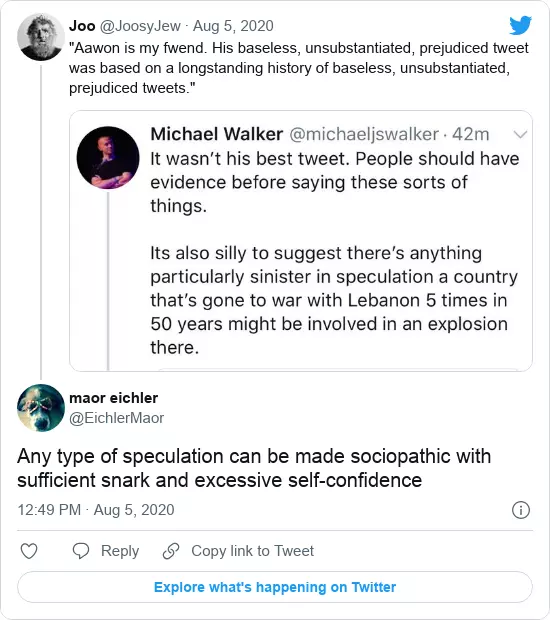 Joo @JoosyJew · Aug 5, 2020
"Aawon is my fwend. His baseless, unsubstantiated, prejudiced tweet
was based on a longstanding history of baseless, unsubstantiated,
prejudiced tweets."
Michael Walker @michaeljswalker · 42m
It wasn't his best tweet. People should have
evidence before saying these sorts of
things.
Its also silly to suggest there's anything
particularly sinister in speculation a country
that's gone to war with Lebanon 5 times in
50 years might be involved in an explosion
there.
maor eichler
@EichlerMaor
Any type of speculation can be made sociopathic with
sufficient snark and excessive self-confidence
12:49 PM · Aug 5, 2020
Reply Copy link to Tweet
Explore what's happening on Twitter